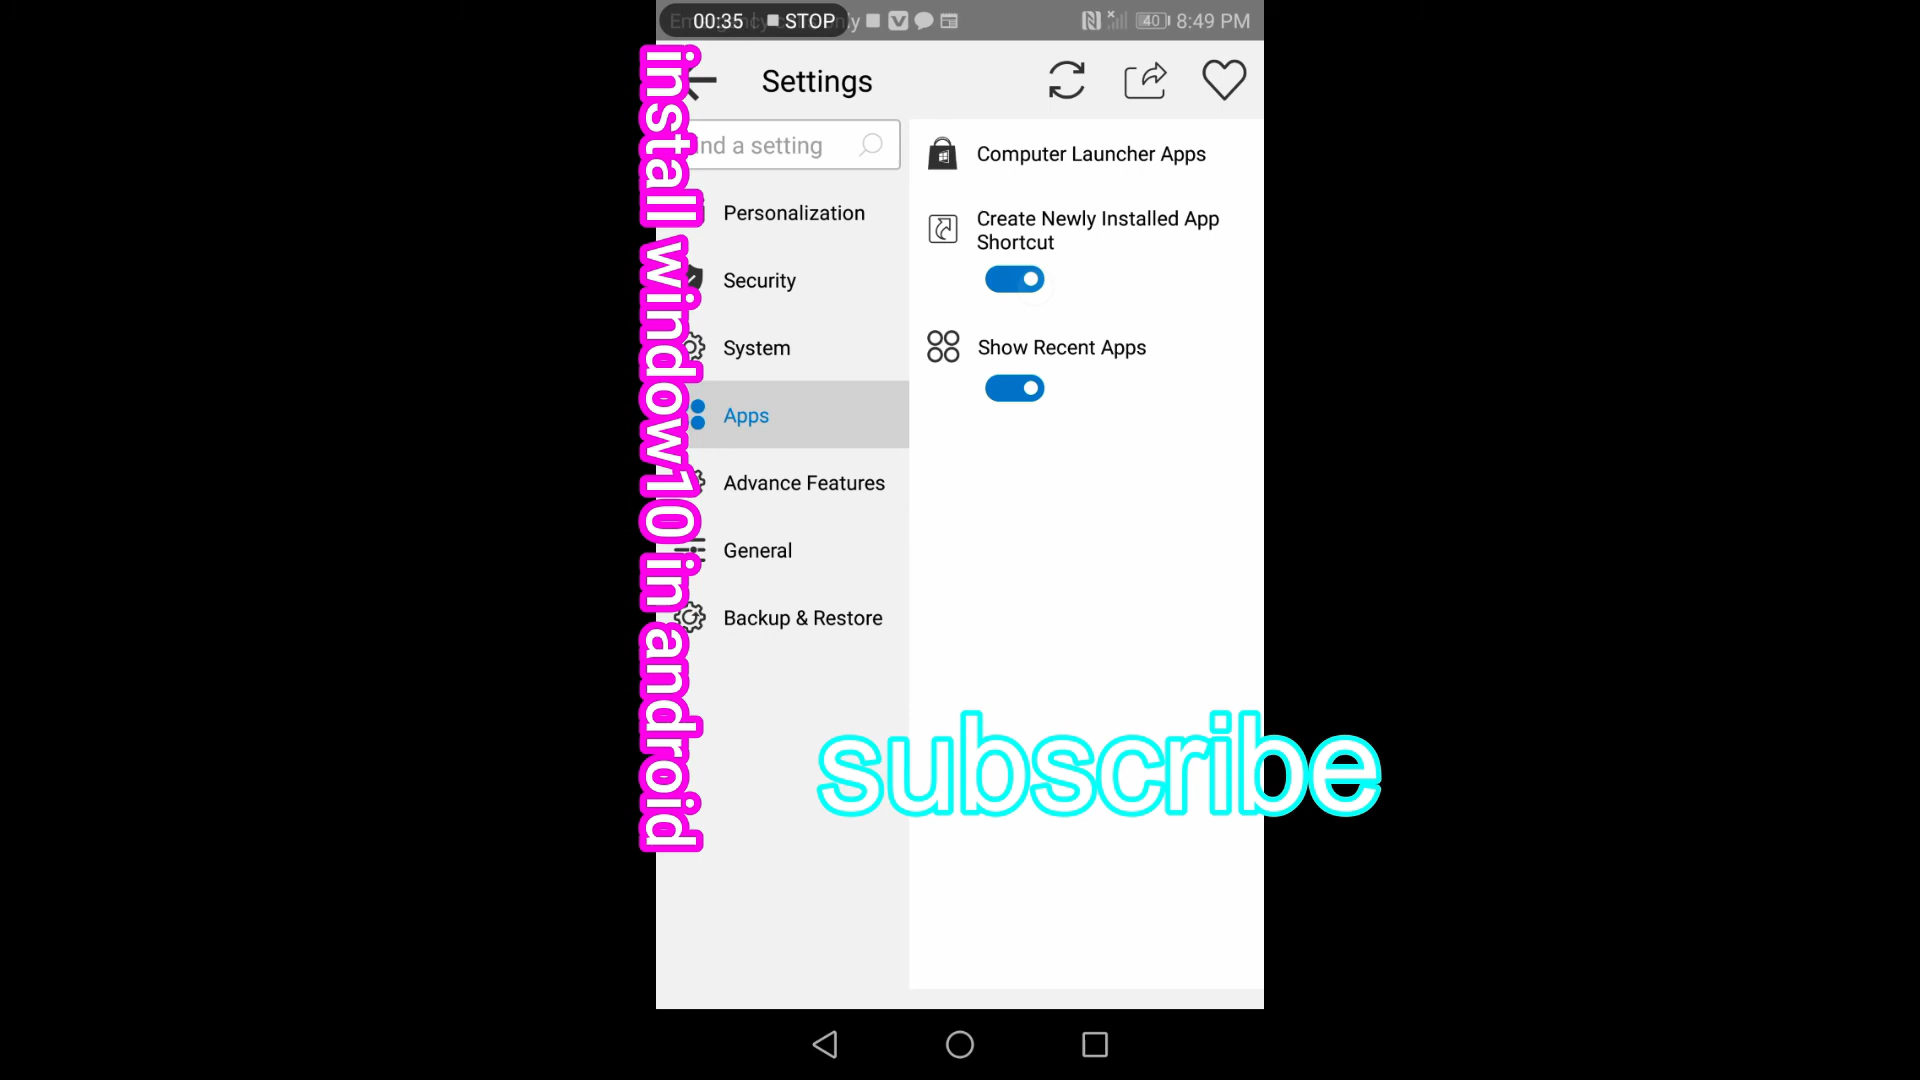 00:35 STOP
40 8:49 PM
Settings
nd a setting
Personalization
Security
System
Apps
Advance Features
General
Backup & Restore
Computer Launcher Apps
Create Newly Installed App
Shortcut
Show Recent Apps
install window10 in android
subscribe